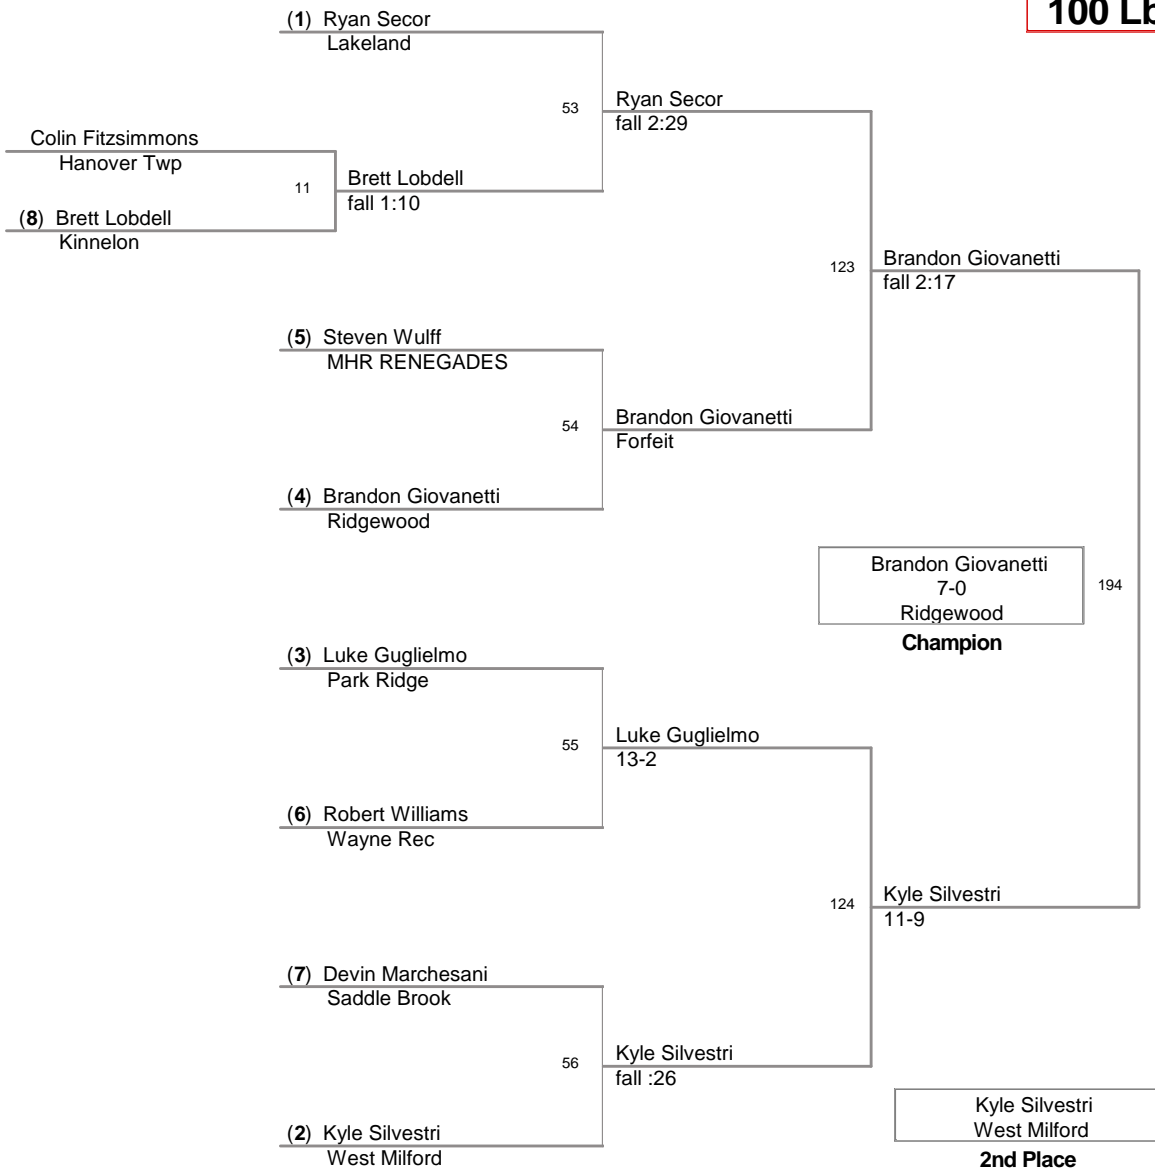 100 Lb
(1) Ryan Secor
Lakeland
53
Ryan Secor
fall 2:29
Colin Fitzsimmons
Hanover Twp
11
Brett Lobdell
fall 1:10
(8) Brett Lobdell
Kinnelon
123
Brandon Giovanetti
fall 2:17
(5) Steven Wulff
MHR RENEGADES
54
Brandon Giovanetti
Forfeit
(4) Brandon Giovanetti
Ridgewood
Brandon Giovanetti
7-0
Ridgewood
194
Champion
(3) Luke Guglielmo
Park Ridge
55
Luke Guglielmo
13-2
(6) Robert Williams
Wayne Rec
124
Kyle Silvestri
11-9
(7) Devin Marchesani
Saddle Brook
56
Kyle Silvestri
fall :26
(2) Kyle Silvestri
West Milford
Kyle Silvestri
West Milford
2nd Place